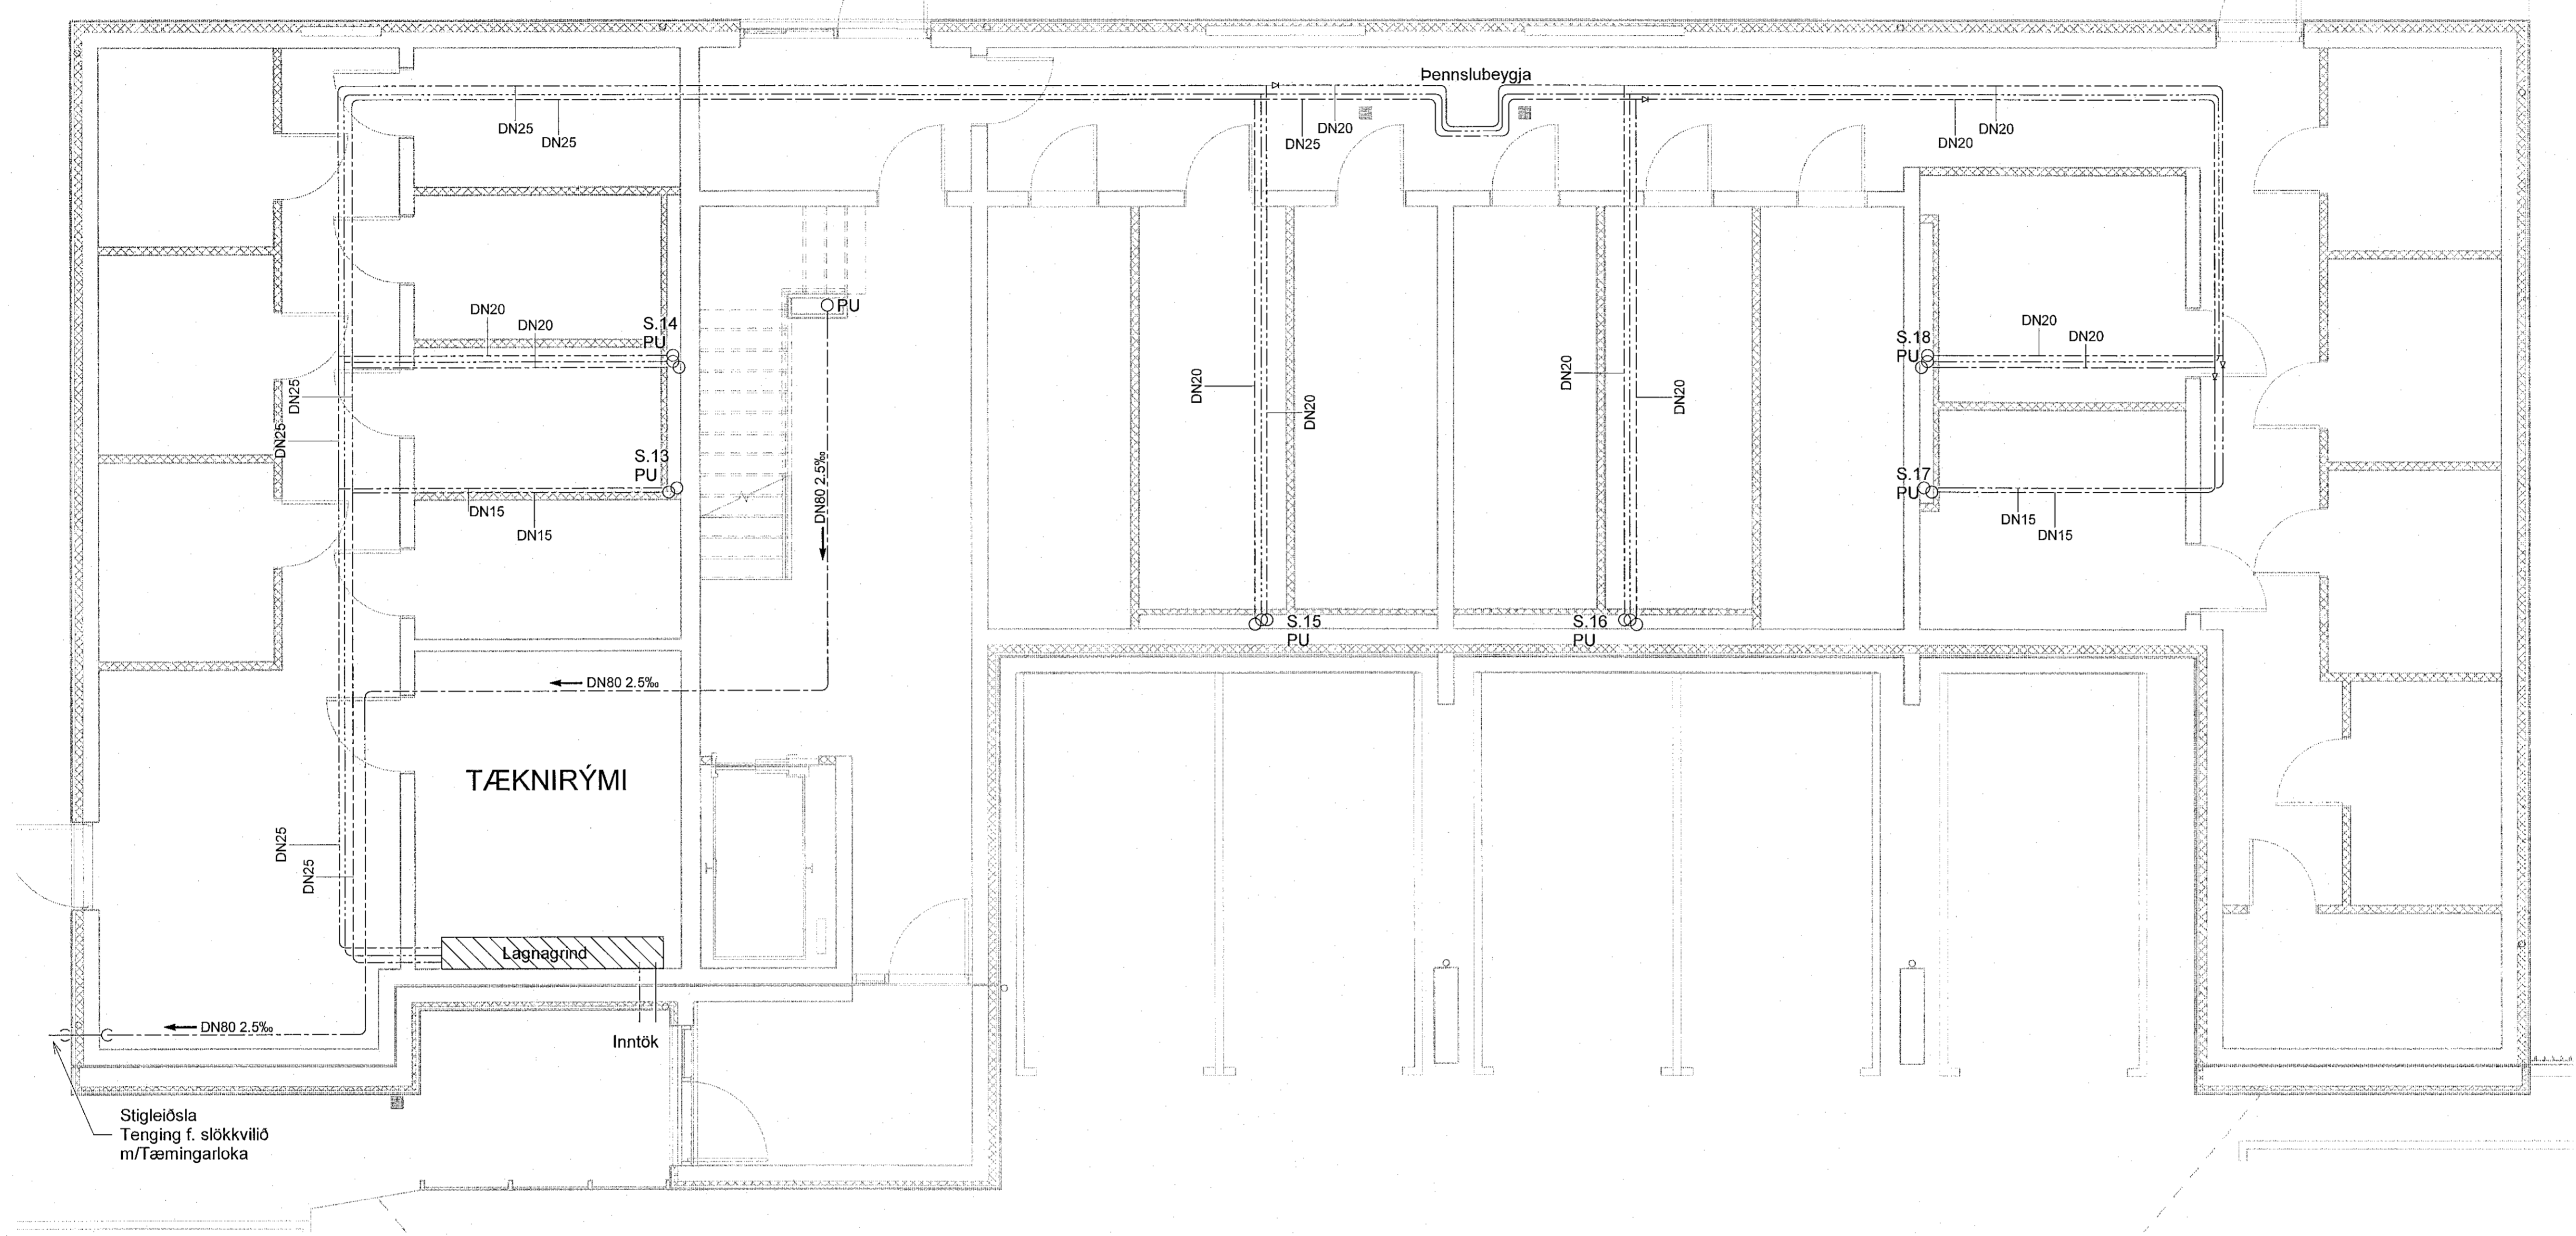 Þennslubeygja
DN25
DN25
DN20
DN25
DN20
DN20
PU
S.14
PU
DN20
DN20
DN25
DN25
S.13
PU
DN15
DN15
DN80 2.5‰
DN20
DN20
DN20
DN20
S.18
PU
DN20
DN20
S.17
PU
DN15
DN15
S.15
PU
S.16
PU
DN80 2.5‰
TÆKNIRÝMI
DN25
DN25
Lagnagrind
DN80 2.5‰
Inntök
Stigleiðsla
Tenging f. slökkvilið
m/Tæmingarloka